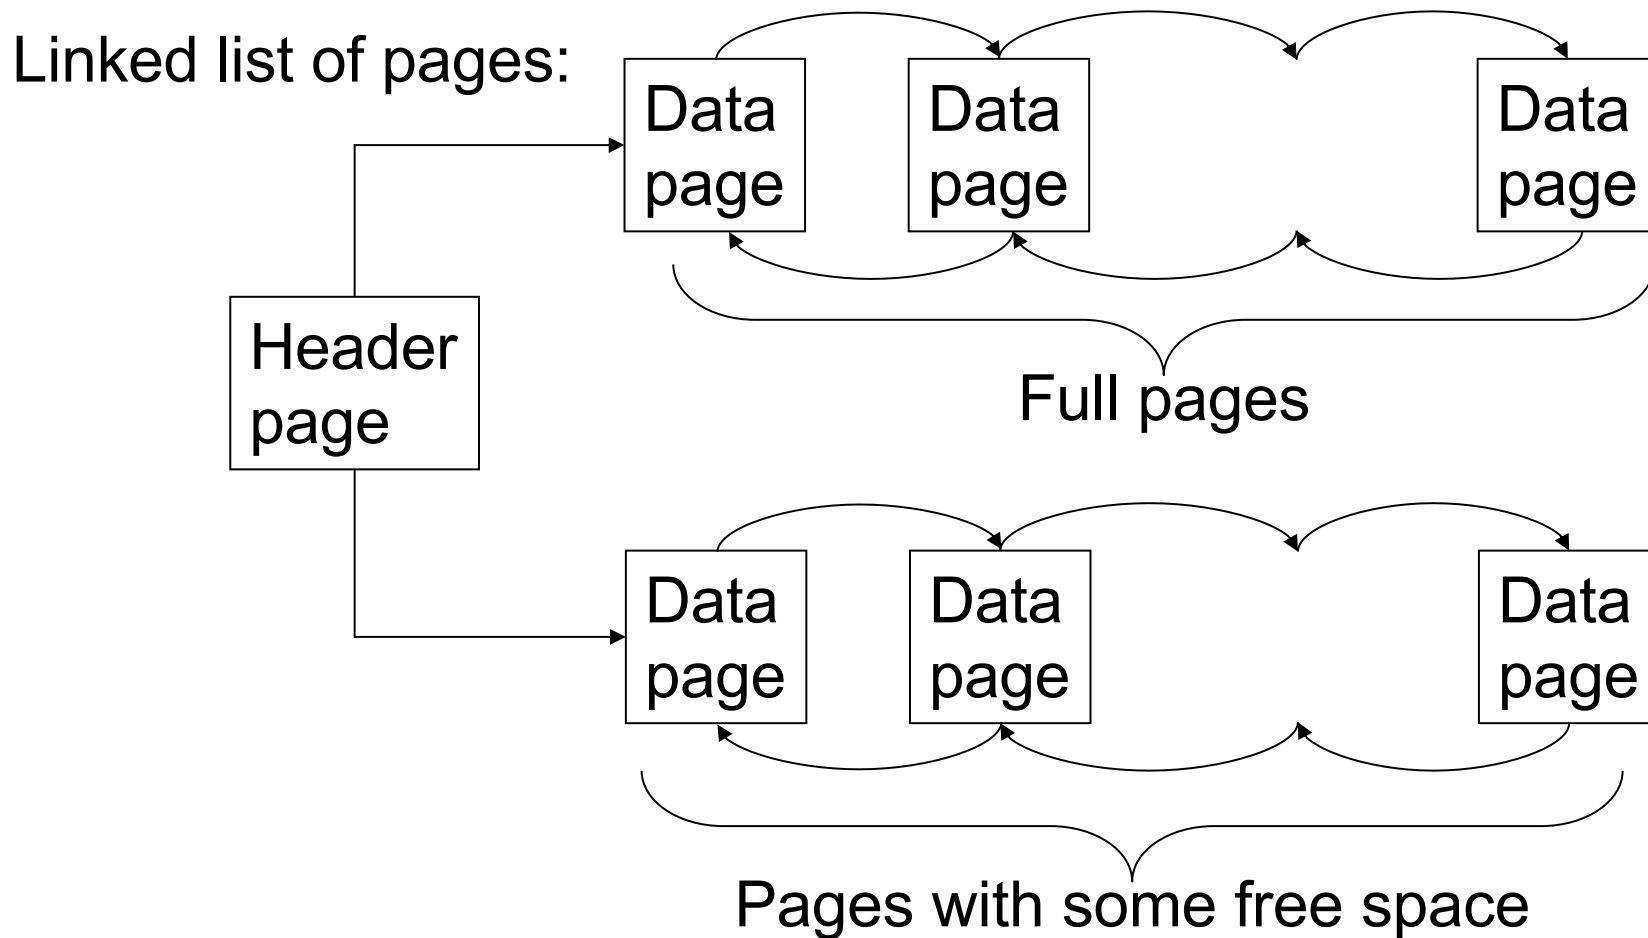 Linked list of pages:
Data
page
Data
page
Data
page
Header
page
Full pages
Data
page
Data
page
Data
page
Pages with some free space